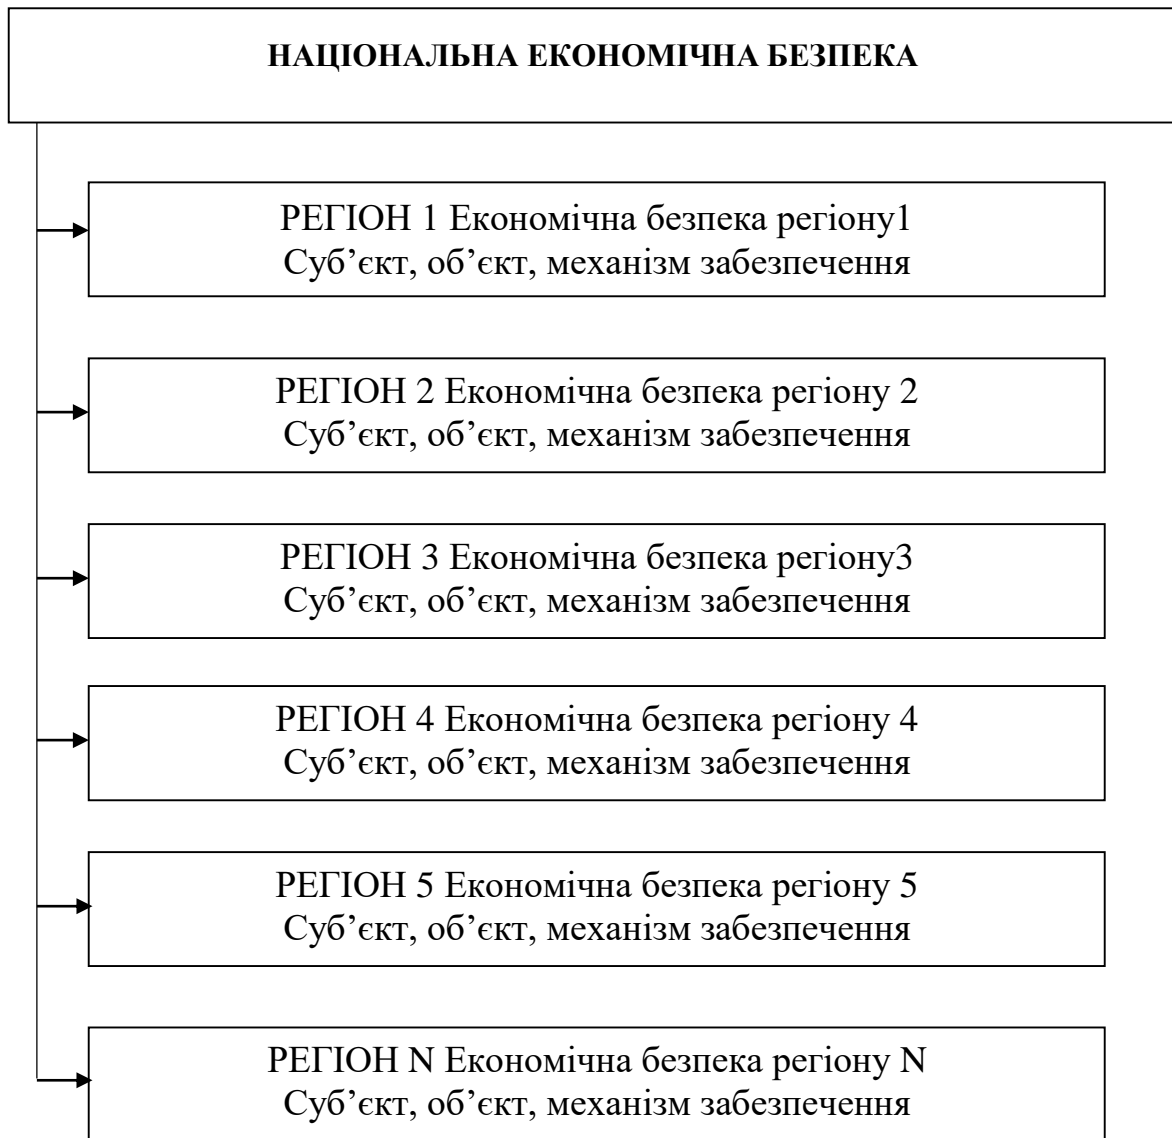 НАЦІОНАЛЬНА ЕКОНОМІЧНА БЕЗПЕКА
РЕГІОН 1 Економічна безпека регіону1
Суб’єкт, об’єкт, механізм забезпечення
РЕГІОН 2 Економічна безпека регіону 2
Суб’єкт, об’єкт, механізм забезпечення
РЕГІОН 3 Економічна безпека регіону3
Суб’єкт, об’єкт, механізм забезпечення
РЕГІОН 4 Економічна безпека регіону 4
Суб’єкт, об’єкт, механізм забезпечення
РЕГІОН 5 Економічна безпека регіону 5
Суб’єкт, об’єкт, механізм забезпечення
РЕГІОН N Економічна безпека регіону N
Суб’єкт, об’єкт, механізм забезпечення